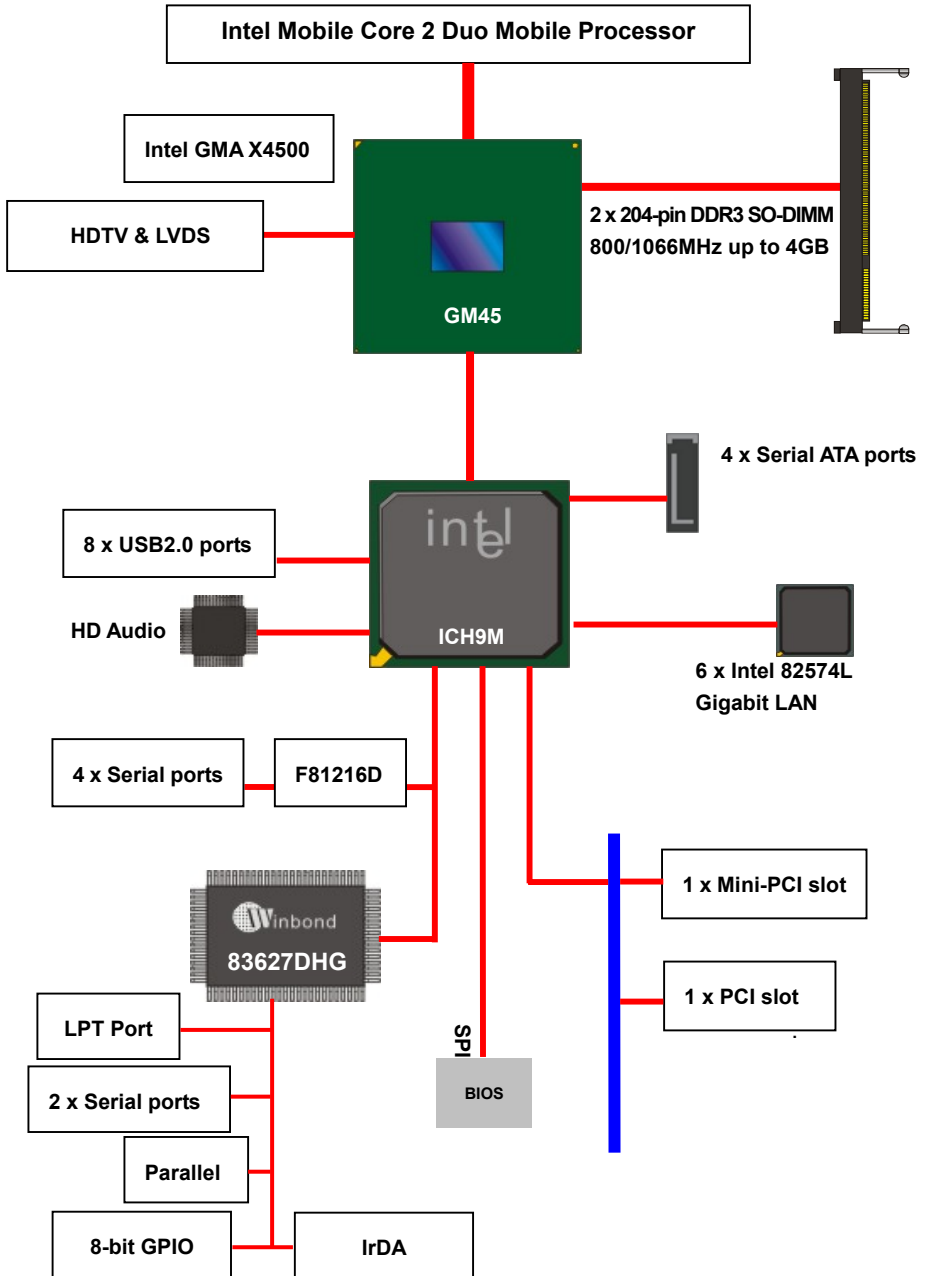 Intel Mobile Core 2 Duo Mobile Processor
Intel GMA X4500
HDTV & LVDS
GM45
2 x 204-pin DDR3 SO-DIMM
800/1066MHz up to 4GB
4 x Serial ATA ports
intel
8 x USB2.0 ports
HD Audio
ICH9M
6 x Intel 82574L
Gigabit LAN
4 x Serial ports
F81216D
Winbond
83627DHG
1 x Mini-PCI slot
1 x PCI slot
LPT Port
SPI
BIOS
2 x Serial ports
Parallel
8-bit GPIO
IrDA